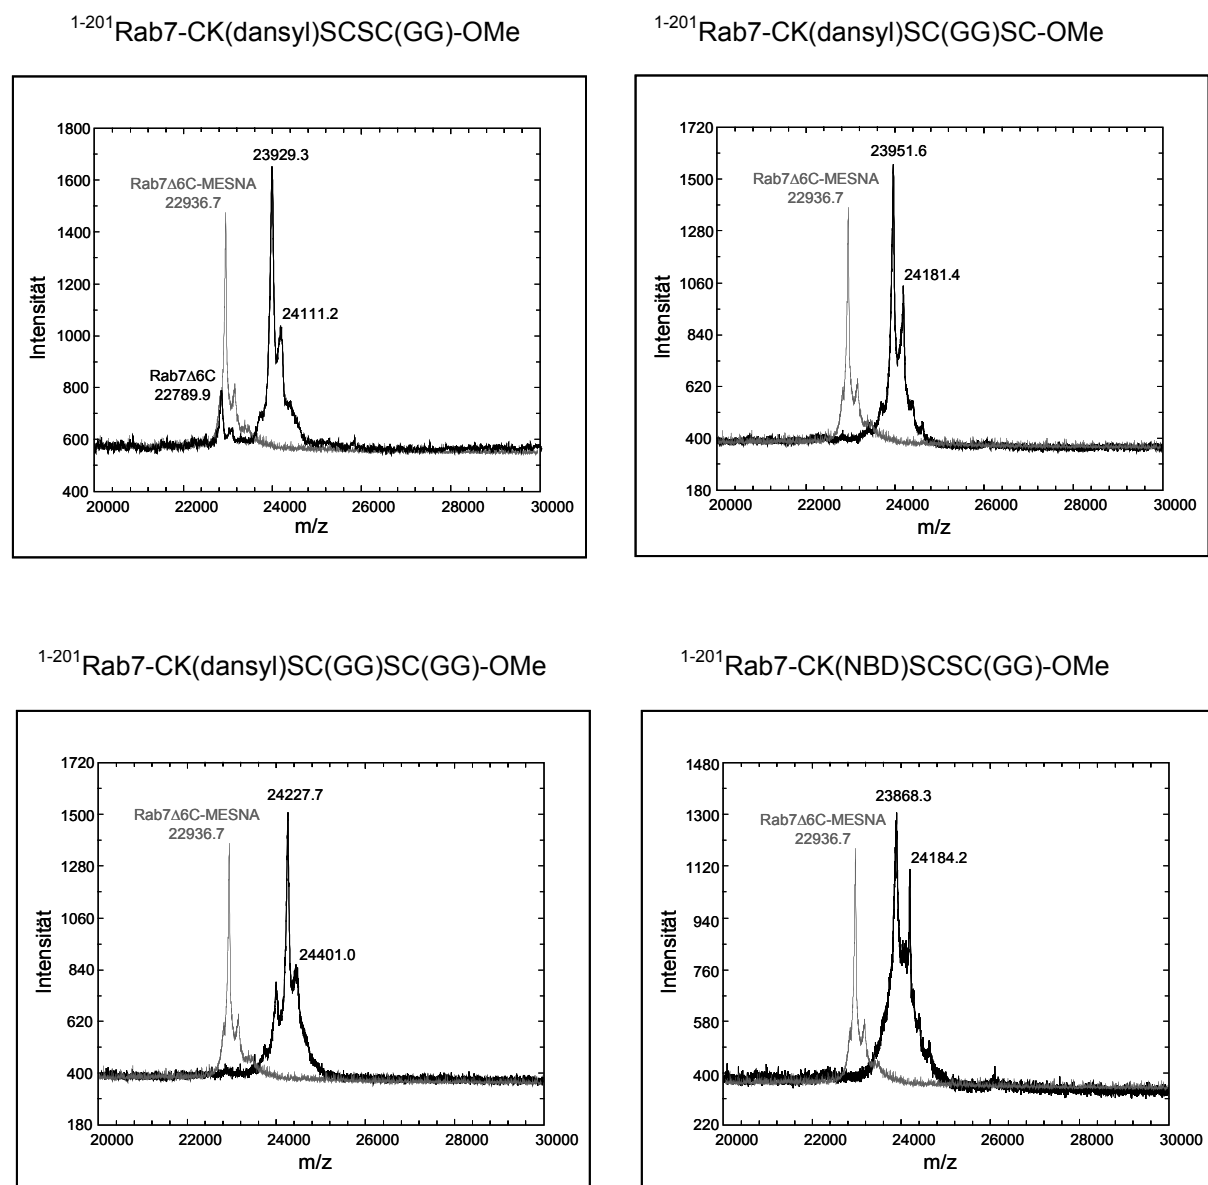 1-201Rab7-CK(dansyl)SCSC(GG)-OMe
1800
1600
1400
1200
1000
800
600
400
Intensität
23929.3
Rab7Δ6C-MESNA
22936.7
24111.2
Rab7Δ6C
22789.9
20000 22000 24000 26000 28000 30000
m/z
1-201Rab7-CK(dansyl)SC(GG)SC-OMe
1720
1500
1280
1060
840
620
400
180
Intensität
23951.6
Rab7Δ6C-MESNA
22936.7
24181.4
20000 22000 24000 26000 28000 30000
m/z
1-201Rab7-CK(dansyl)SC(GG)SC(GG)-OMe
1720
1500
1280
1060
840
620
400
180
Intensität
24227.7
Rab7Δ6C-MESNA
22936.7
24401.0
20000 22000 24000 26000 28000 30000
m/z
1-201Rab7-CK(NBD)SCSC(GG)-OMe
1480
1300
1120
940
760
580
400
220
Intensität
23868.3
Rab7Δ6C-MESNA
22936.7
24184.2
20000 22000 24000 26000 28000 30000
m/z